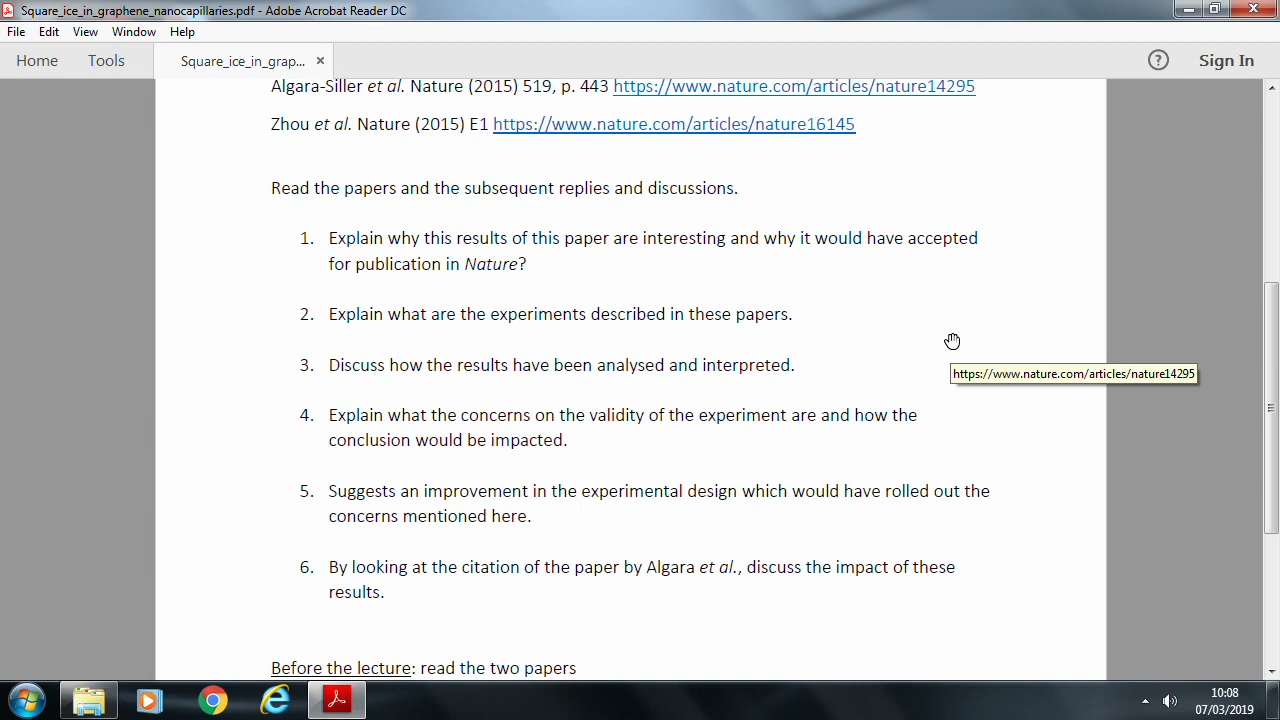 Square_ice_in_graphene_nanocapillaries.pdf - Adobe Acrobat Reader DC
File Edit View Window Help
Home Tools Square_ice_in_grap... × ? Sign In
Algara-Siller et al. Nature (2015) 519, p. 443 https://www.nature.com/articles/nature14295
Zhou et al. Nature (2015) E1 https://www.nature.com/articles/nature16145
Read the papers and the subsequent replies and discussions.
1. Explain why this results of this paper are interesting and why it would have accepted
for publication in Nature?
2. Explain what are the experiments described in these papers.
3. Discuss how the results have been analysed and interpreted.
https://www.nature.com/articles/nature14295
4. Explain what the concerns on the validity of the experiment are and how the
conclusion would be impacted.
5. Suggests an improvement in the experimental design which would have rolled out the
concerns mentioned here.
6. By looking at the citation of the paper by Algara et al., discuss the impact of these
results.
Before the lecture: read the two papers
10:08
07/03/2019